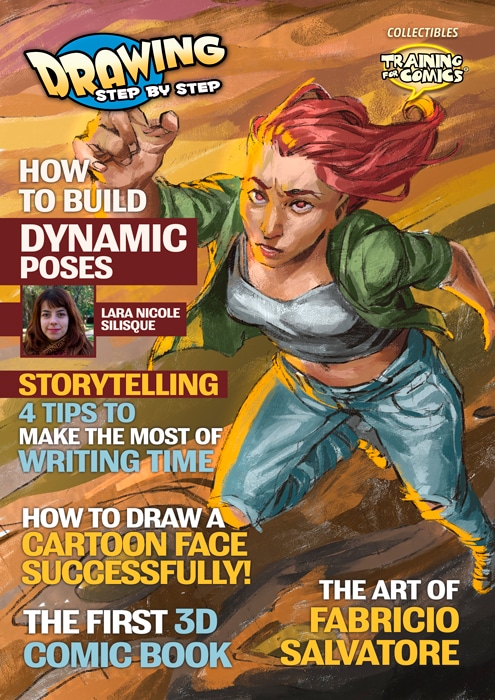 DRAWING
STEP BY STEP
COLLECTIBLES
TRAINING
FOR COMICS
HOW
TO BUILD
DYNAMIC
POSES
LARA NICOLE
SILISQUE
STORYTELLING
4 TIPS TO
MAKE THE MOST OF
WRITING TIME
HOW TO DRAW A
CARTOON FACE
SUCCESSFULLY!
THE FIRST 3D
COMIC BOOK
THE ART OF
FABRICIO
SALVATORE